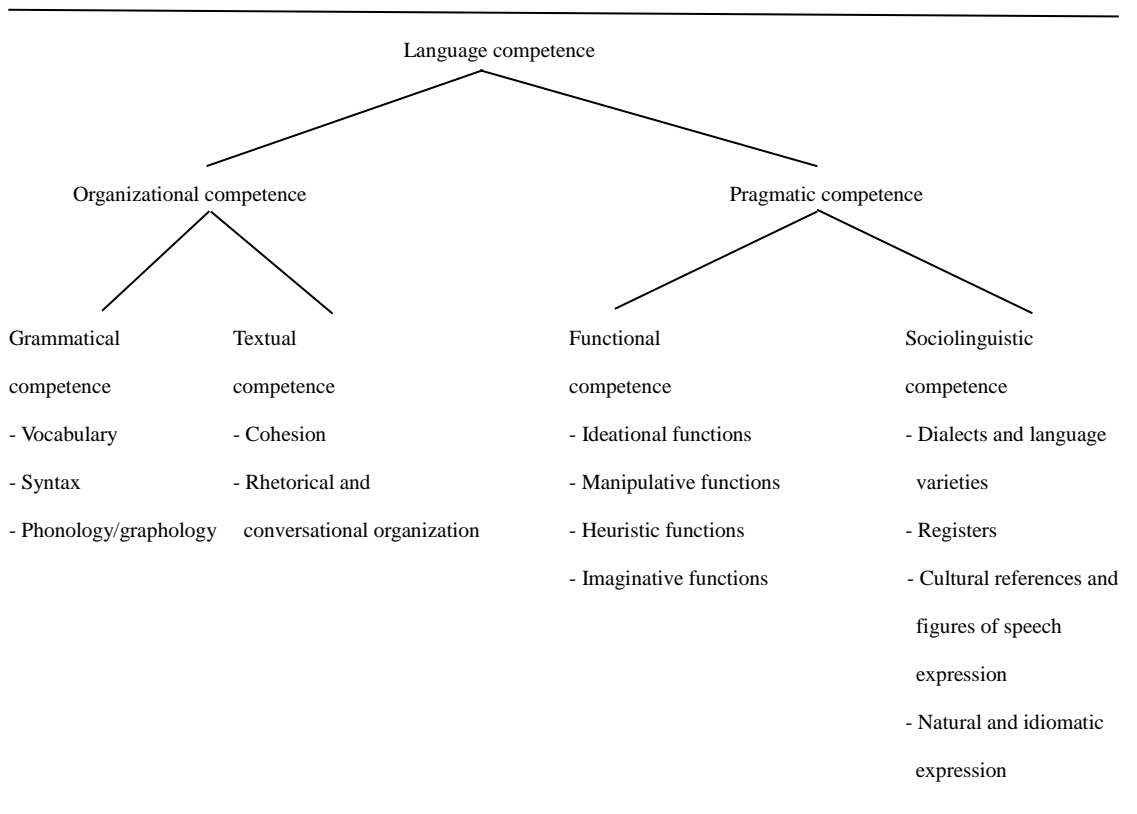 Language competence
Organizational competence
Pragmatic competence
Grammatical
competence
- Vocabulary
- Syntax
- Phonology/graphology
Textual
competence
- Cohesion
- Rhetorical and
conversational organization
Functional
competence
- Ideational functions
- Manipulative functions
- Heuristic functions
- Imaginative functions
Sociolinguistic
competence
- Dialects and language
varieties
- Registers
- Cultural references and
figures of speech
expression
- Natural and idiomatic
expression